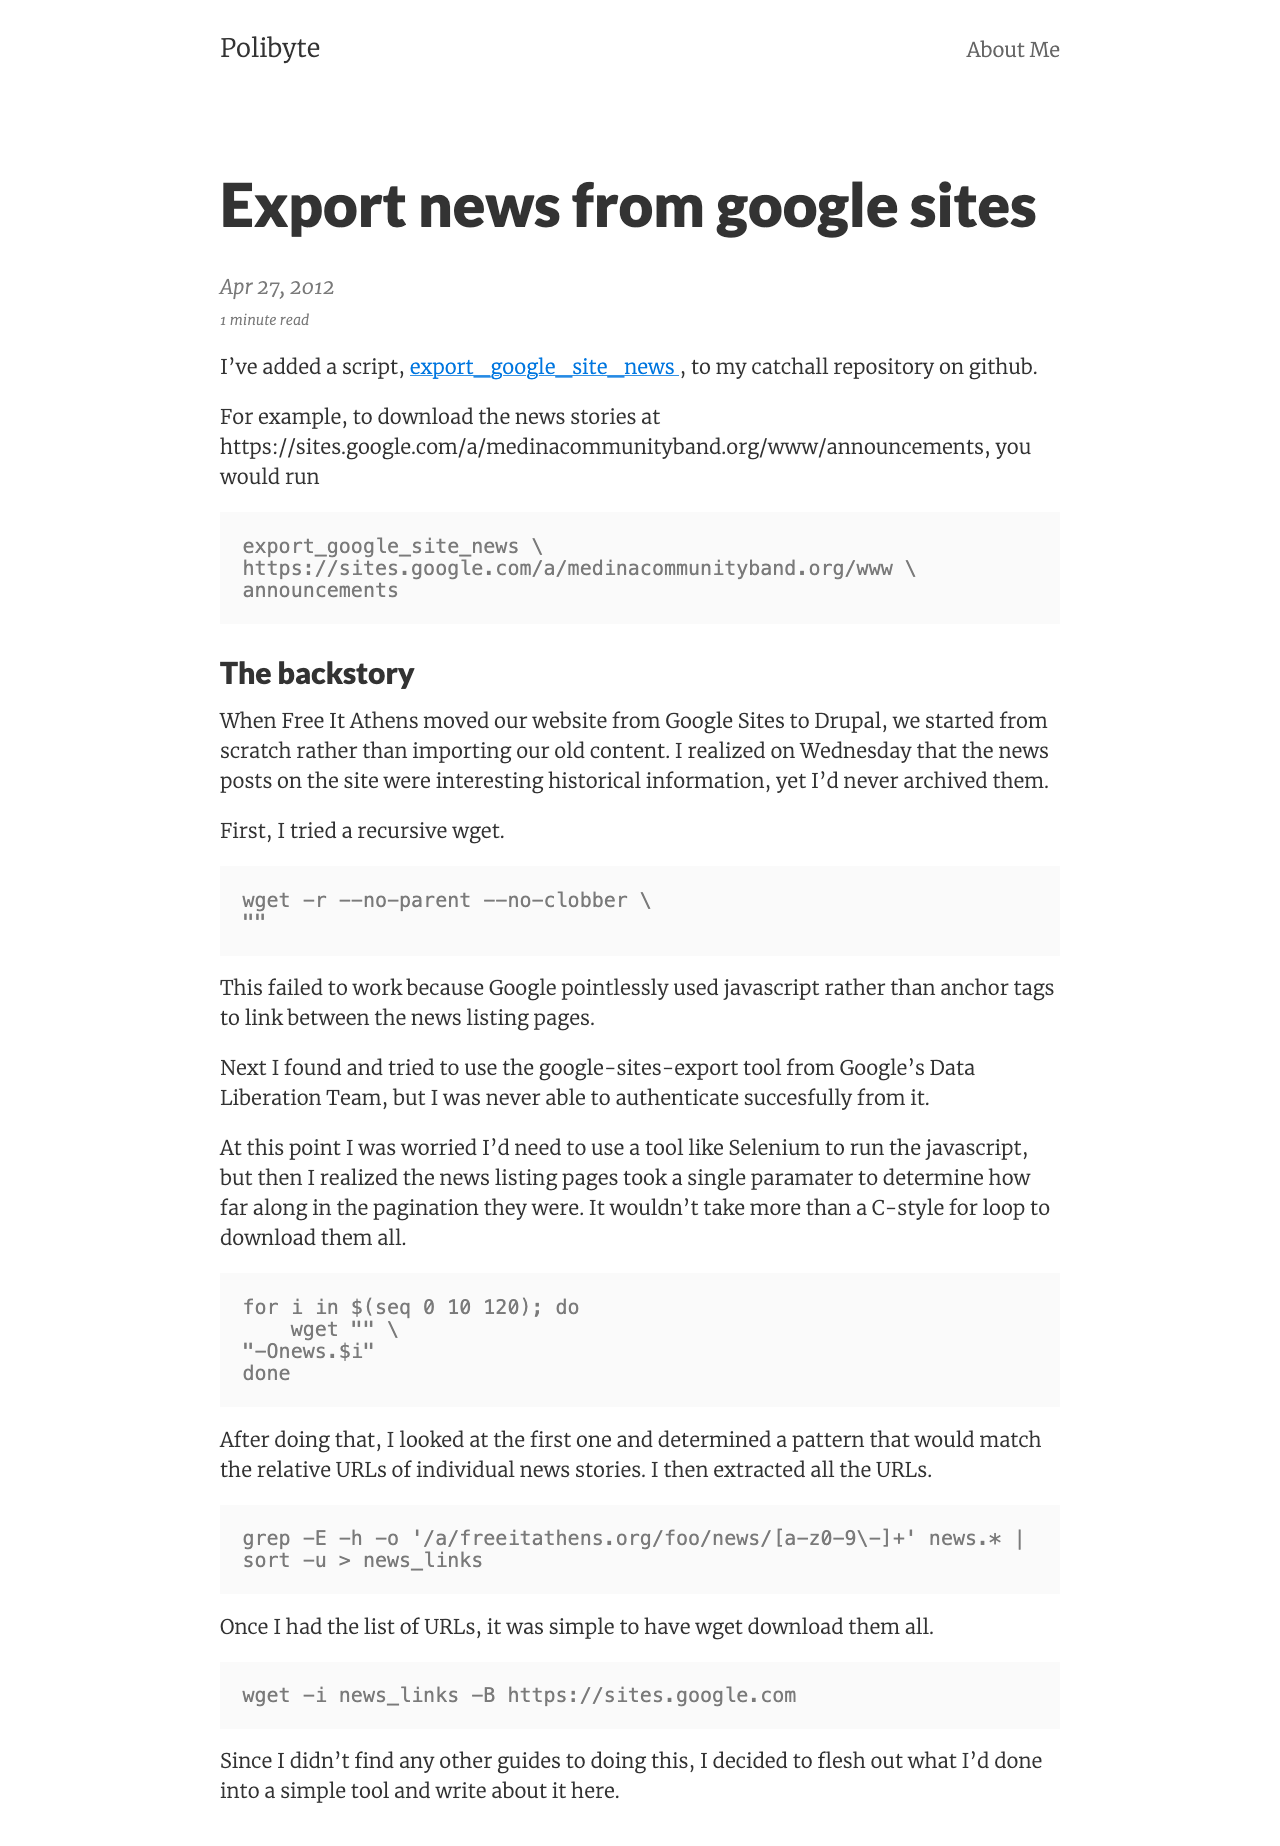 Polibyte
About Me
Export news from google sites
Apr 27, 2012
1 minute read
I’ve added a script, export_google_site_news , to my catchall repository on github.
For example, to download the news stories at
https://sites.google.com/a/medinacommunityband.org/www/announcements, you
would run
export_google_site_news \
https://sites.google.com/a/medinacommunityband.org/www \
announcements
The backstory
When Free It Athens moved our website from Google Sites to Drupal, we started from
scratch rather than importing our old content. I realized on Wednesday that the news
posts on the site were interesting historical information, yet I’d never archived them.
First, I tried a recursive wget.
wget -r --no-parent --no-clobber \
""
This failed to work because Google pointlessly used javascript rather than anchor tags
to link between the news listing pages.
Next I found and tried to use the google-sites-export tool from Google’s Data
Liberation Team, but I was never able to authenticate succesfully from it.
At this point I was worried I’d need to use a tool like Selenium to run the javascript,
but then I realized the news listing pages took a single paramater to determine how
far along in the pagination they were. It wouldn’t take more than a C-style for loop to
download them all.
for i in $(seq 0 10 120); do
    wget "" \
"-Onews.$i"
done
After doing that, I looked at the first one and determined a pattern that would match
the relative URLs of individual news stories. I then extracted all the URLs.
grep -E -h -o '/a/freeitathens.org/foo/news/[a-z0-9\-]+' news.* |
sort -u > news_links
Once I had the list of URLs, it was simple to have wget download them all.
wget -i news_links -B https://sites.google.com
Since I didn’t find any other guides to doing this, I decided to flesh out what I’d done
into a simple tool and write about it here.